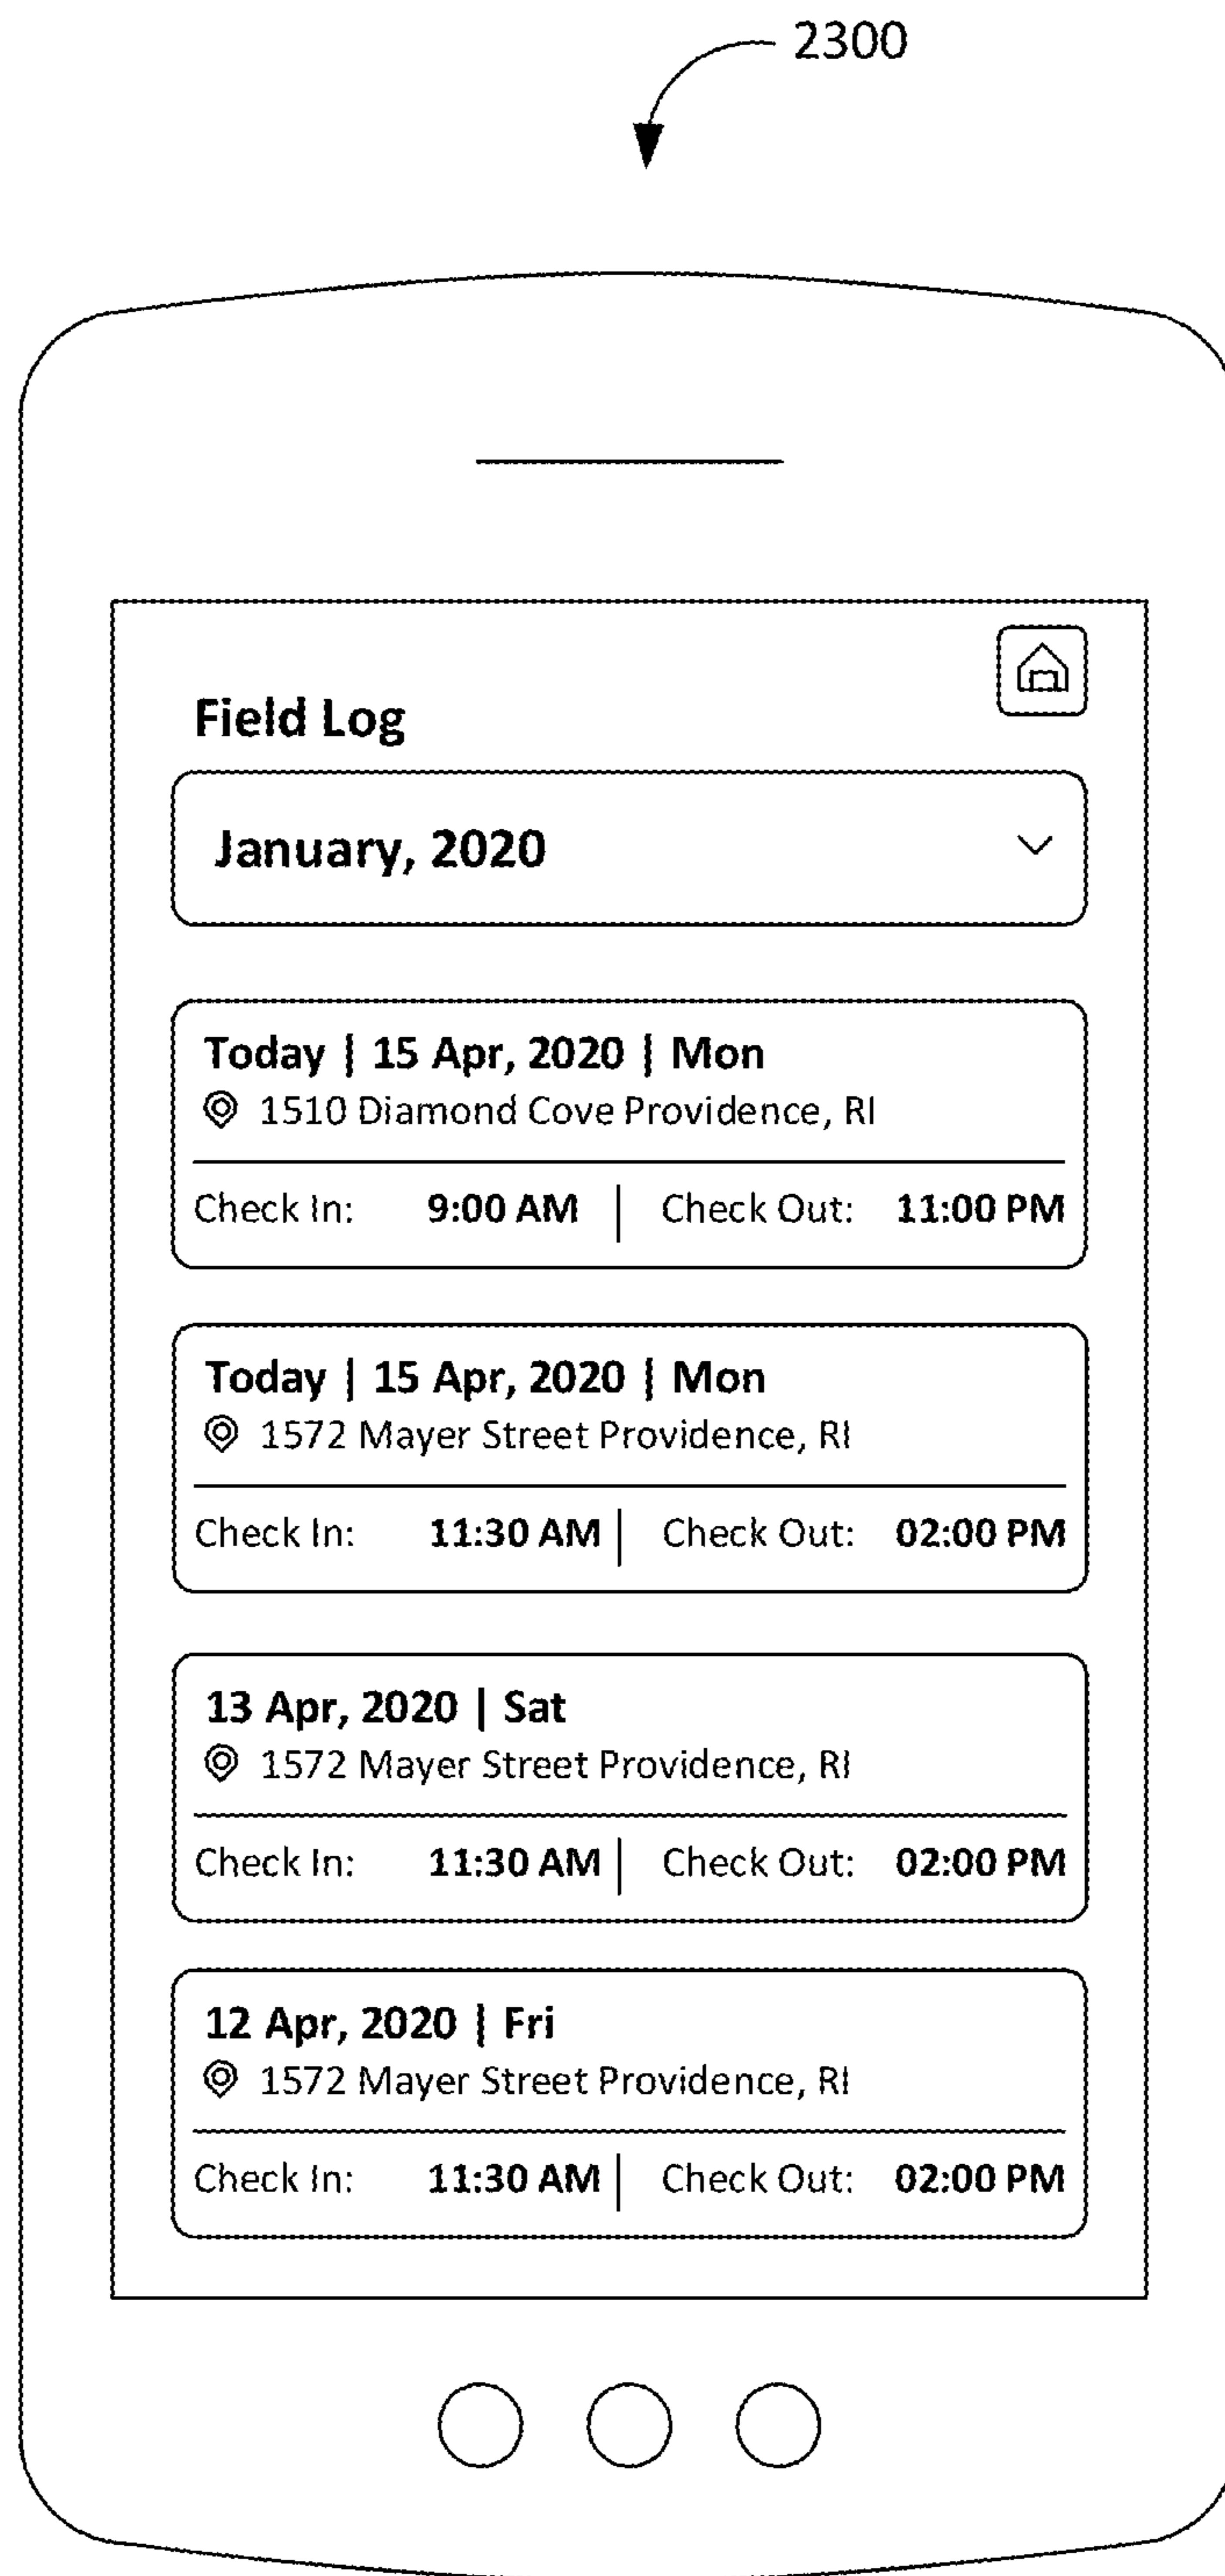 2300
Field Log
January, 2020
Today | 15 Apr, 2020 | Mon
1510 Diamond Cove Providence, RI
Check In: 9:00 AM | Check Out: 11:00 PM
Today | 15 Apr, 2020 | Mon
1572 Mayer Street Providence, RI
Check In: 11:30 AM | Check Out: 02:00 PM
13 Apr, 2020 | Sat
1572 Mayer Street Providence, RI
Check In: 11:30 AM | Check Out: 02:00 PM
12 Apr, 2020 | Fri
1572 Mayer Street Providence, RI
Check In: 11:30 AM | Check Out: 02:00 PM